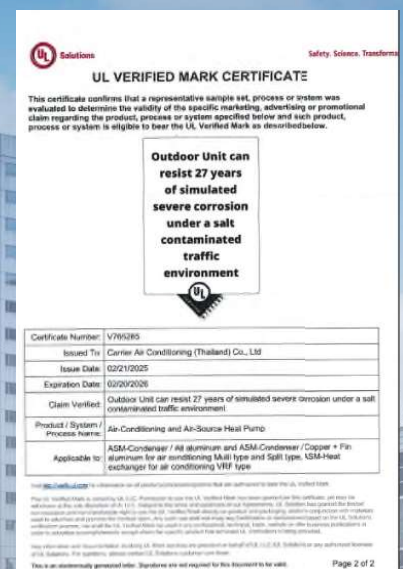 UL Solutions
Safety. Science. Transforma
UL VERIFIED MARK CERTIFICATE
This certificate confirms that a representative sample set, process or system was
evaluated to determine the validity of the specific marketing, advertising or promotional
claim regarding the product, process or system specified below and such product,
process or system is eligible to bear the UL Verified Mark as describedbelow.
Outdoor Unit can
resist 27 years
of simulated
severe corrosion
under a salt
contaminated
traffic
environment
UL
Certificate Number: V765285
Issued To: Carrier Air Conditioning (Thailand) Co., Ltd
Issue Date: 02/21/2025
Expiration Date: 02/20/2026
Claim Verified: Outdoor Unit can resist 27 years of simulated severe corrosion under a salt
contaminated traffic environment
Product / System /
Process Name: Air-Conditioning and Air-Source Heat Pump
Applicable to: ASM-Condenser / All aluminum and ASM-Condenser /Copper + Fin
aluminum for air conditioning Multi type and Split type, ASM-Heat
exchanger for air conditioning VRF type
This is an electronically generated letter. Signatures are not required for this document to be valid.
Page 2 of 2